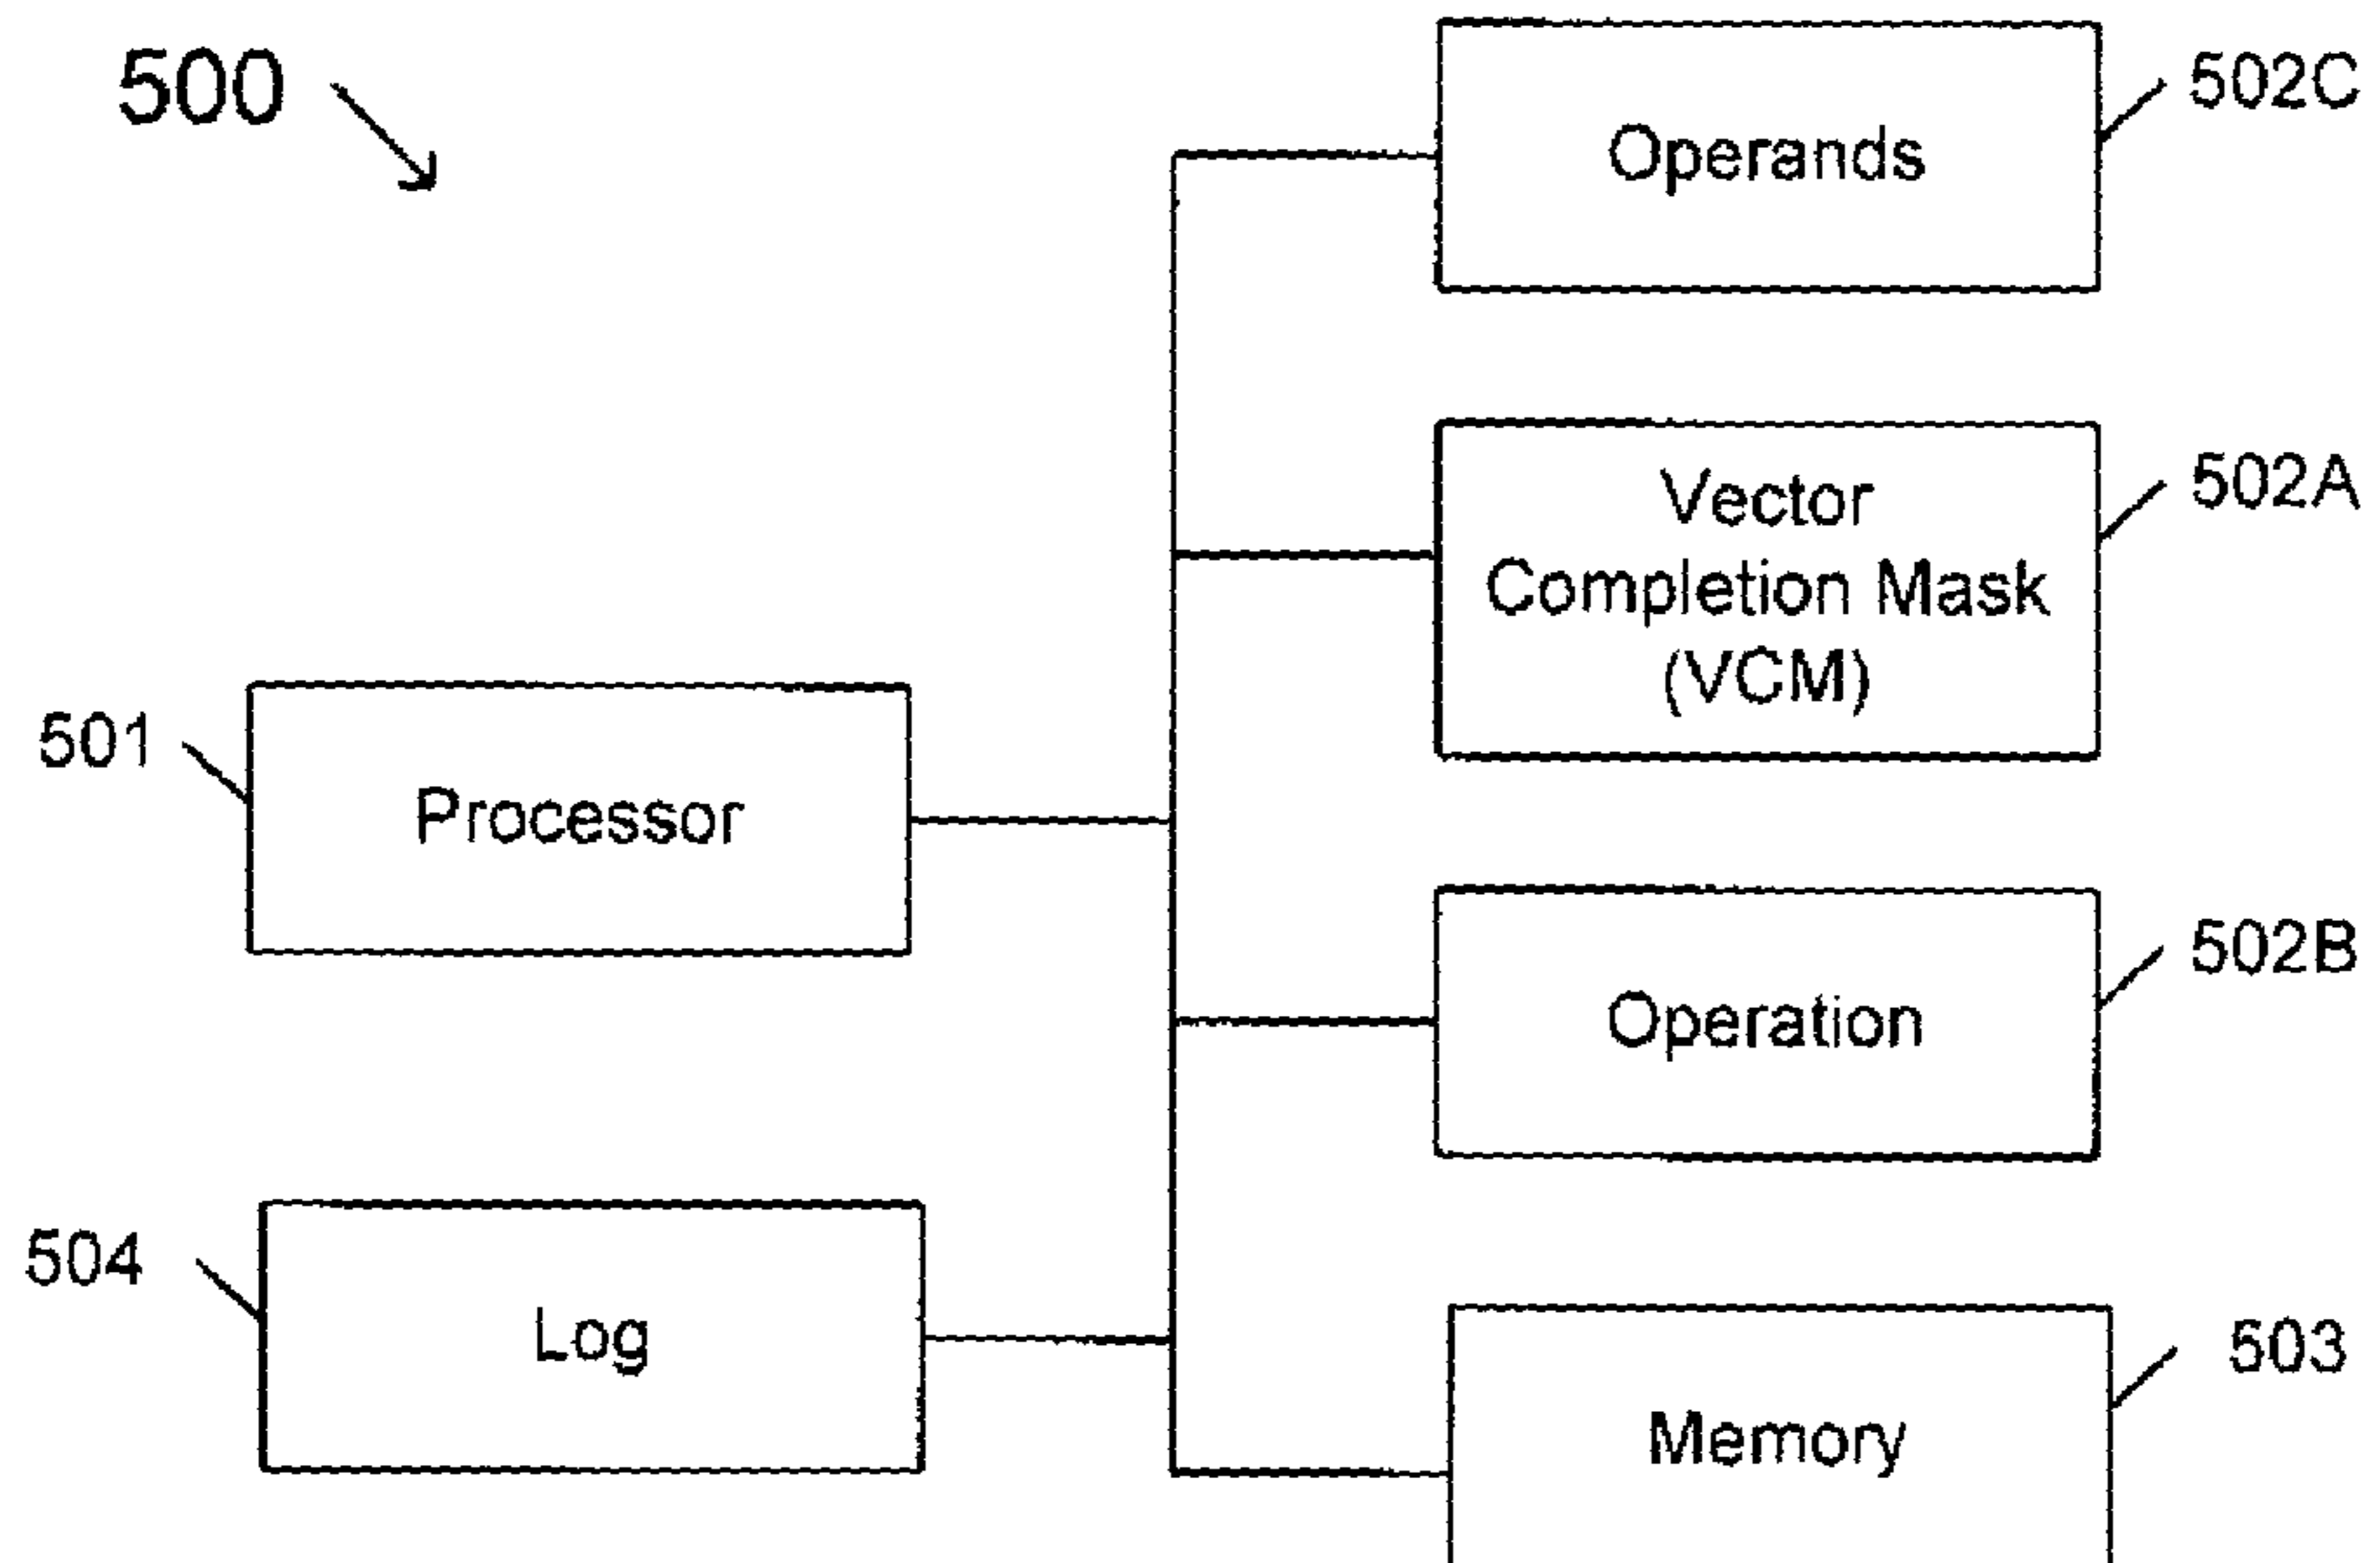 500
502C
Operands
502A
Vector
Completion Mask
(VCM)
501
Processor
502B
Operation
504
Log
503
Memory